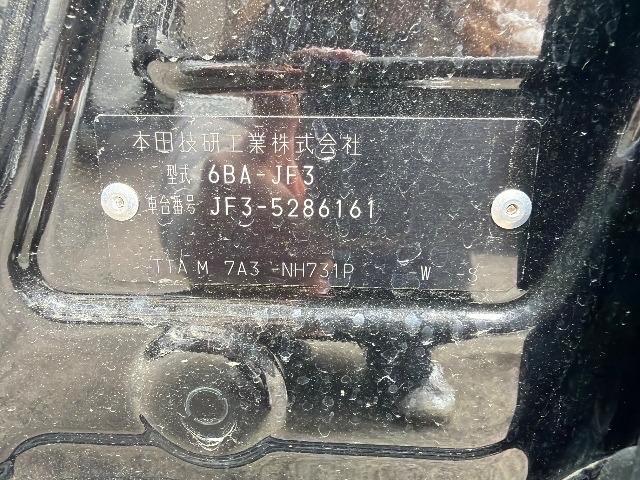 本田技研工業株式会社
型式 6BA-JF3
車台番号 JF3-5286161
TTA M 7A3 -NH731P -W -S